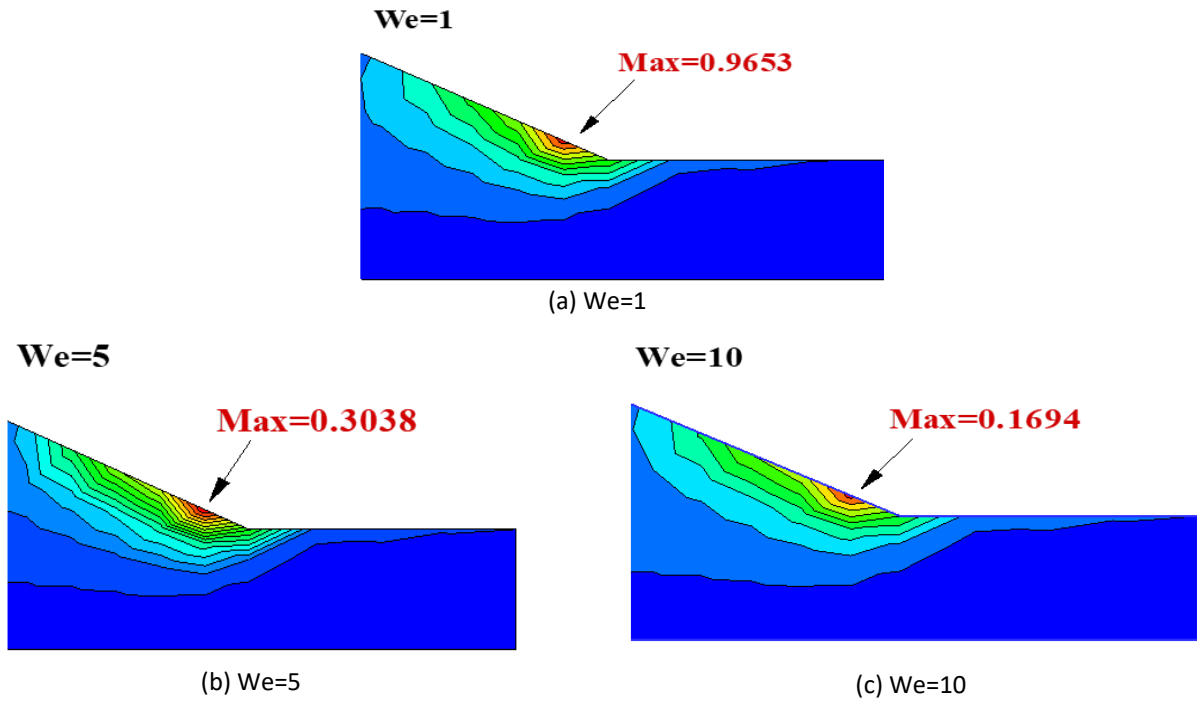 We=1
Max=0.9653
(a) We=1
We=5
Max=0.3038
(b) We=5
We=10
Max=0.1694
(c) We=10